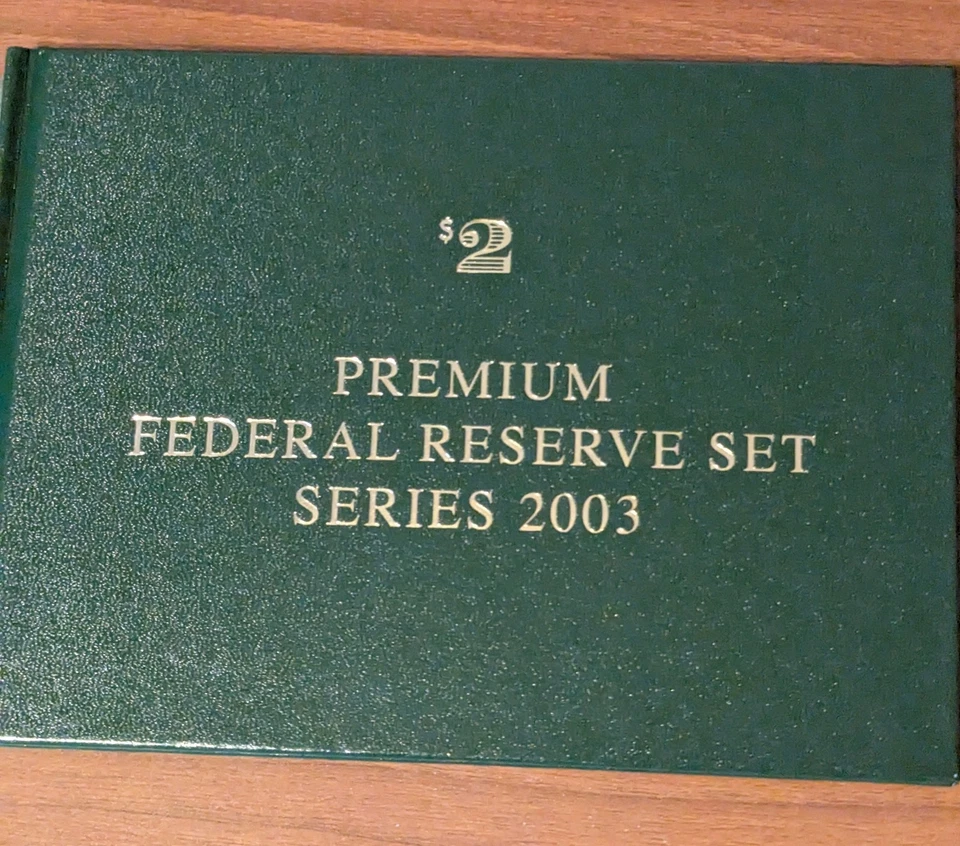 $2
PREMIUM
FEDERAL RESERVE SET
SERIES 2003